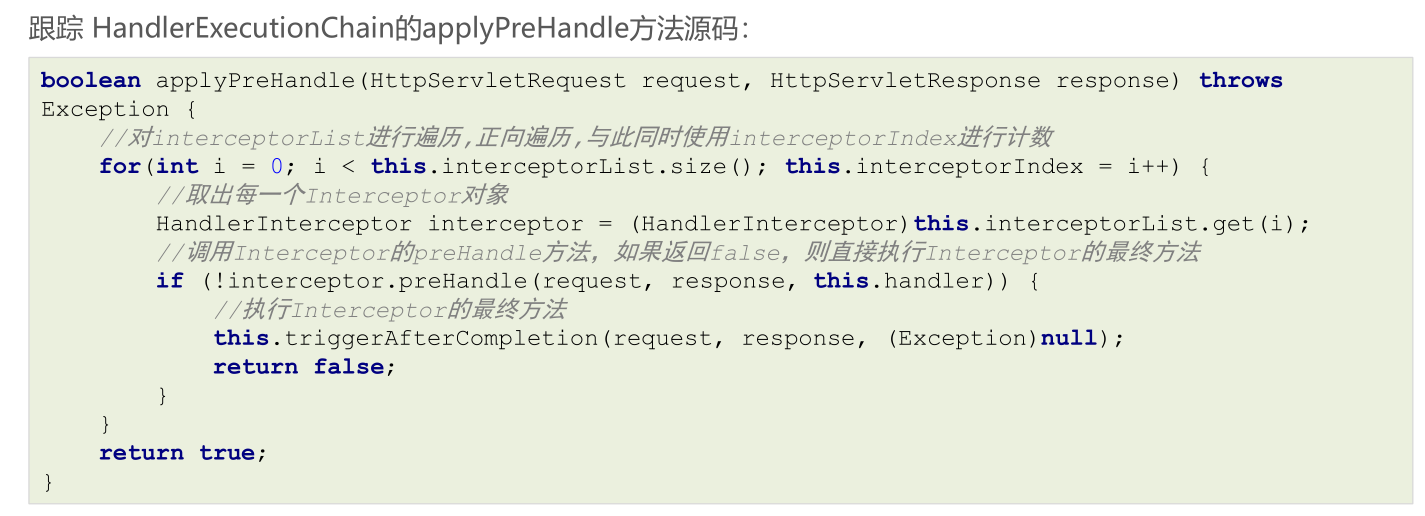 跟踪 HandlerExecutionChain的applyPreHandle方法源码：
boolean applyPreHandle(HttpServletRequest request, HttpServletResponse response) throws
Exception {
    //对interceptorList进行遍历,正向遍历,与此同时使用interceptorIndex进行计数
    for(int i = 0; i < this.interceptorList.size(); this.interceptorIndex = i++) {
        //取出每一个Interceptor对象
        HandlerInterceptor interceptor = (HandlerInterceptor)this.interceptorList.get(i);
        //调用Interceptor的preHandle方法，如果返回false，则直接执行Interceptor的最终方法
        if (!interceptor.preHandle(request, response, this.handler)) {
            //执行Interceptor的最终方法
            this.triggerAfterCompletion(request, response, (Exception)null);
            return false;
        }
    }
    return true;
}